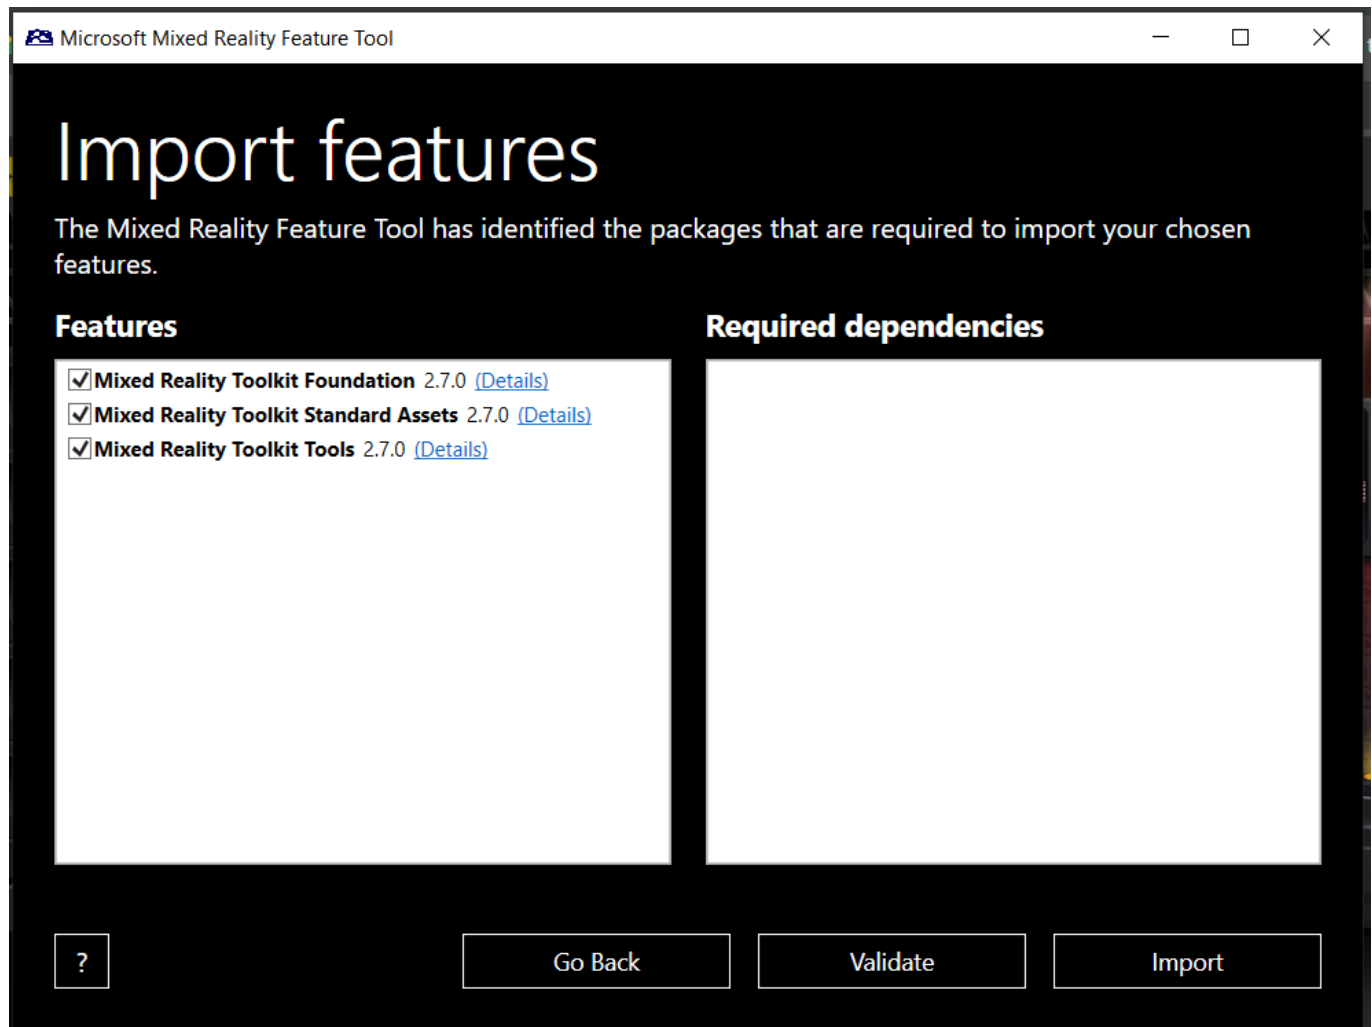 Microsoft Mixed Reality Feature Tool
Import features
The Mixed Reality Feature Tool has identified the packages that are required to import your chosen
features.
Features
Required dependencies
Mixed Reality Toolkit Foundation 2.7.0 (Details)
Mixed Reality Toolkit Standard Assets 2.7.0 (Details)
Mixed Reality Toolkit Tools 2.7.0 (Details)
?
Go Back
Validate
Import